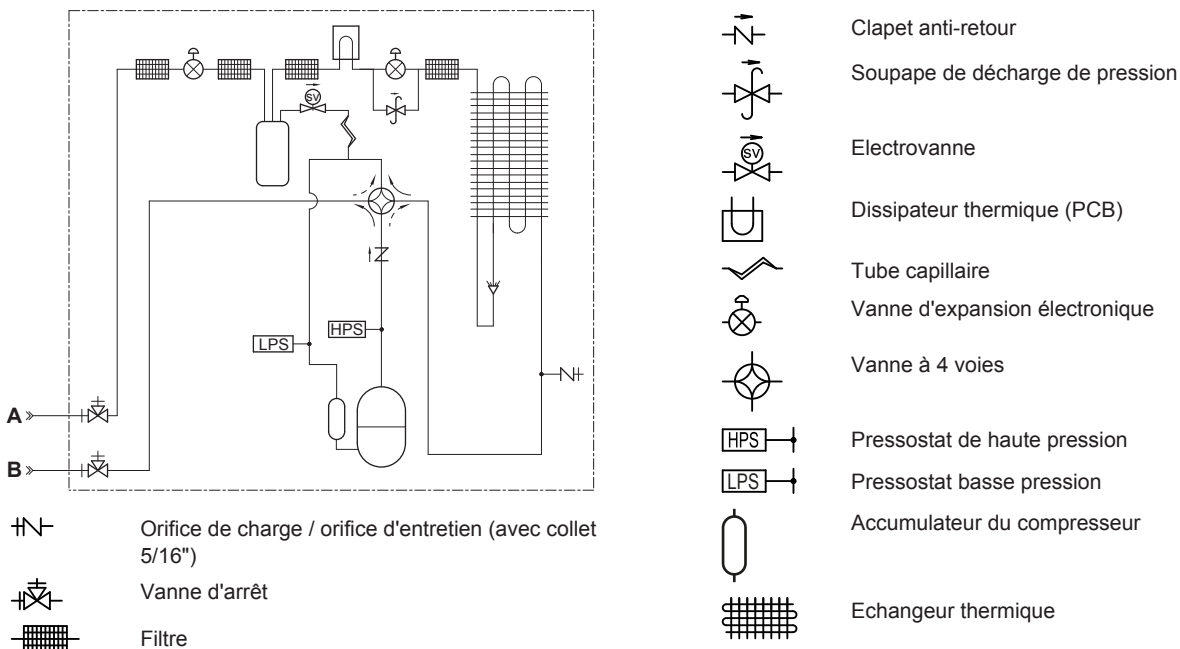 SV
LPS
HPS
A
B
Orifice de charge / orifice d'entretien (avec collet
5/16")
Vanne d'arrêt
Filtre
Clapet anti-retour
Soupape de décharge de pression
SV
Electrovanne
Dissipateur thermique (PCB)
Tube capillaire
Vanne d'expansion électronique
Vanne à 4 voies
HPS
Pressostat de haute pression
LPS
Pressostat basse pression
Accumulateur du compresseur
Echangeur thermique